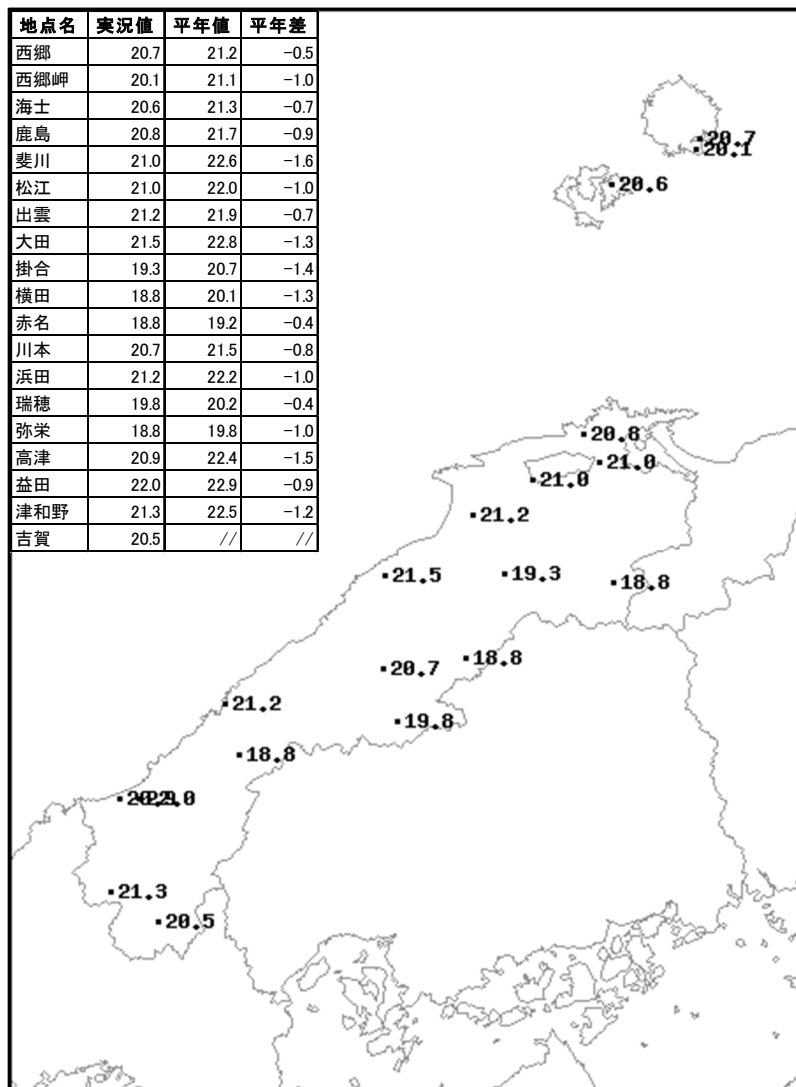 地点名 実況値 平年値 平年差
西郷 20.7 21.2 -0.5
西郷岬 20.1 21.1 -1.0
海士 20.6 21.3 -0.7
鹿島 20.8 21.7 -0.9
斐川 21.0 22.6 -1.6
松江 21.0 22.0 -1.0
出雲 21.2 21.9 -0.7
大田 21.5 22.8 -1.3
掛合 19.3 20.7 -1.4
横田 18.8 20.1 -1.3
赤名 18.8 19.2 -0.4
川本 20.7 21.5 -0.8
浜田 21.2 22.2 -1.0
瑞穂 19.8 20.2 -0.4
弥栄 18.8 19.8 -1.0
高津 20.9 22.4 -1.5
益田 22.0 22.9 -0.9
津和野 21.3 22.5 -1.2
吉賀 20.5 // //
20.7
20.1
20.6
20.8
21.0
21.0
21.2
21.5
19.3
18.8
18.8
20.7
21.2
19.8
18.8
20.9
22.0
21.3
20.5